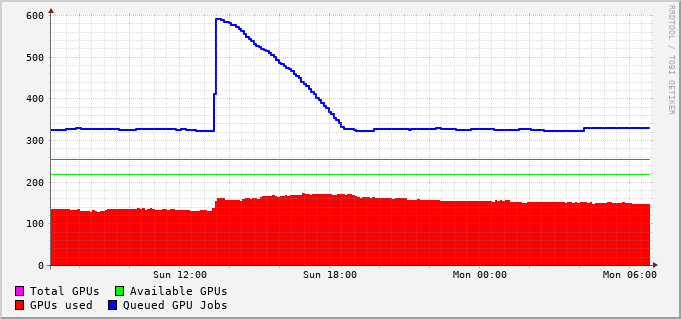 600
500
400
300
200
100
0
Sun 12:00 Sun 18:00 Mon 00:00 Mon 06:00
Total GPUs Available GPUs
GPUs used Queued GPU Jobs
RRDTOOL / TOBI OETIKER